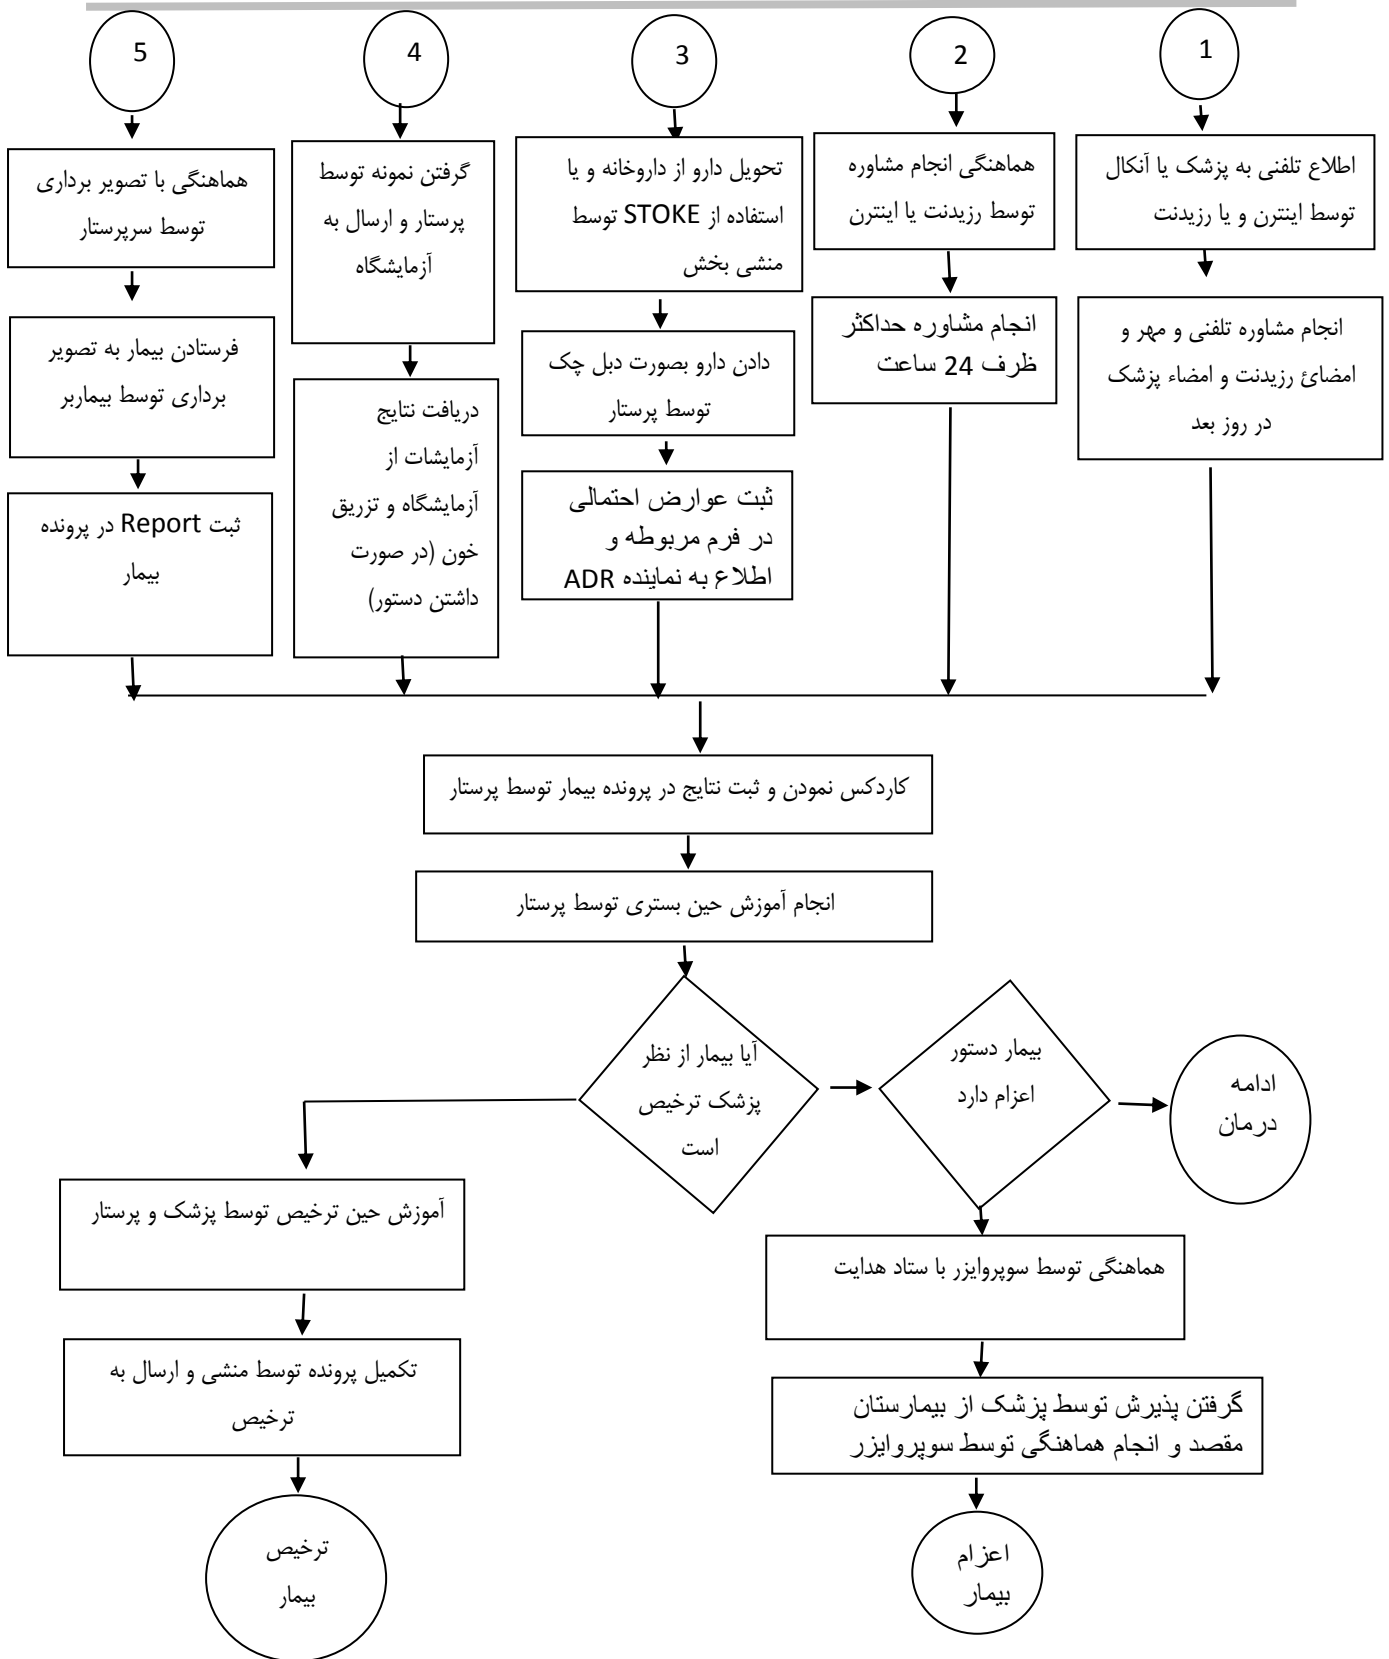 1
اطلاع تلفنی به پزشک یا آنکال
توسط اینترن و یا رزیدنت
انجام مشاوره تلفنی و مهر و
امضائ رزیدنت و امضاء پزشک
در روز بعد
2
هماهنگی انجام مشاوره
توسط رزیدنت یا اینترن
انجام مشاوره حداکثر
ظرف 24 ساعت
3
تحویل دارو از داروخانه و یا
استفاده از STOKE توسط
منشی بخش
دادن دارو بصورت دبل چک
توسط پرستار
ثبت عوارض احتمالی
در فرم مربوطه و
اطلاع به نماینده ADR
4
گرفتن نمونه توسط
پرستار و ارسال به
آزمایشگاه
دریافت نتایج
آزمایشات از
آزمایشگاه و تزریق
خون (در صورت
داشتن دستور)
5
هماهنگی با تصویر برداری
توسط سرپرستار
فرستادن بیمار به تصویر
برداری توسط بیماربر
ثبت Report در پرونده
بیمار
کاردکس نمودن و ثبت نتایج در پرونده بیمار توسط پرستار
انجام آموزش حین بستری توسط پرستار
آیا بیمار از نظر
پزشک ترخیص
است
بیمار دستور
اعزام دارد
ادامه
درمان
هماهنگی توسط سوپروایزر با ستاد هدایت
گرفتن پذیرش توسط پزشک از بیمارستان
مقصد و انجام هماهنگی توسط سوپروایزر
اعزام
بیمار
آموزش حین ترخیص توسط پزشک و پرستار
تکمیل پرونده توسط منشی و ارسال به
ترخیص
ترخیص
بیمار